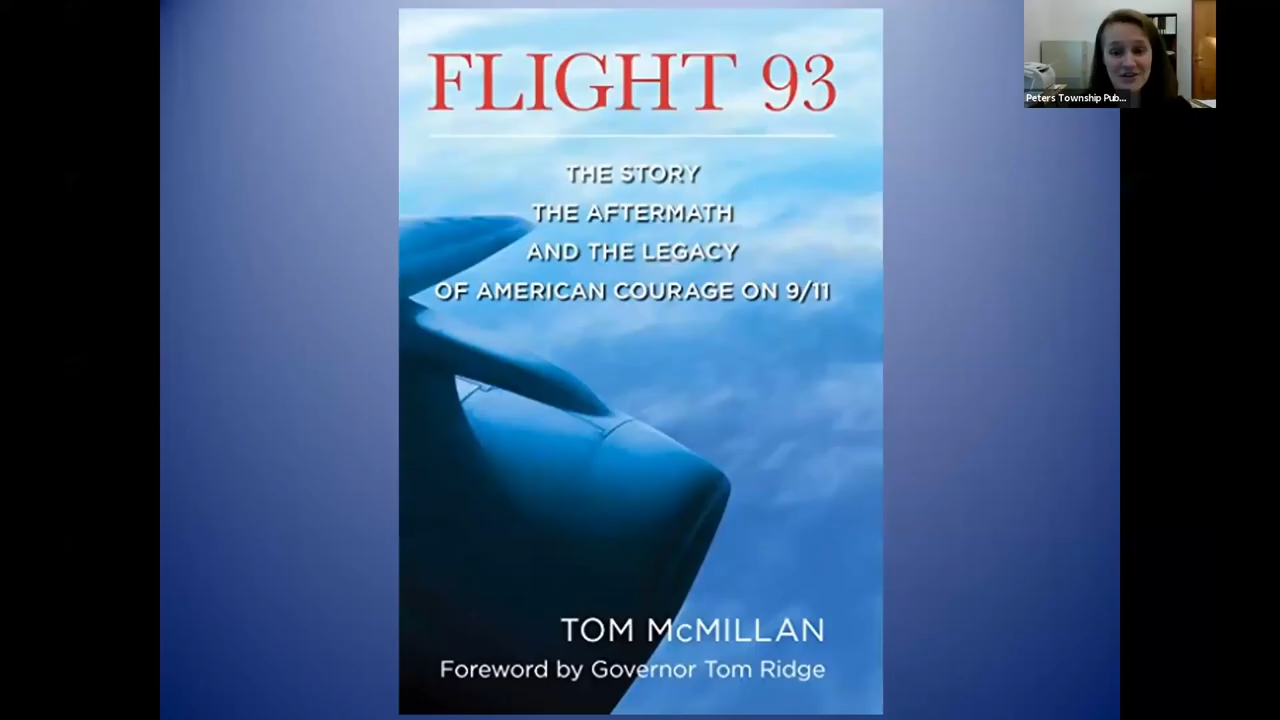 FLIGHT 93
THE STORY
THE AFTERMATH
AND THE LEGACY
OF AMERICAN COURAGE ON 9/11
TOM McMILLAN
Foreword by Governor Tom Ridge
Peters Township Pub...